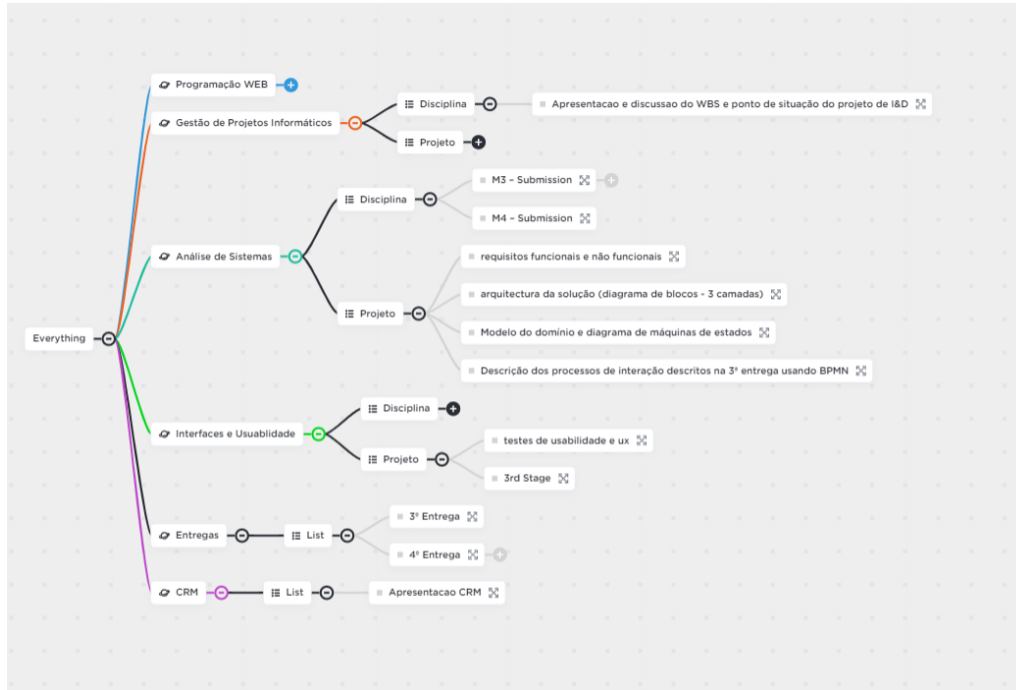 Everything
Programação WEB
Gestão de Projetos Informáticos
Disciplina
Apresentacao e discussao do WBS e ponto de situação do projeto de I&D
Projeto
Análise de Sistemas
Disciplina
M3 – Submission
M4 – Submission
Projeto
requisitos funcionais e não funcionais
arquitectura da solução (diagrama de blocos - 3 camadas)
Modelo do domínio e diagrama de máquinas de estados
Descrição dos processos de interação descritos na 3ª entrega usando BPMN
Interfaces e Usuablidade
Disciplina
Projeto
testes de usabilidade e ux
3rd Stage
Entregas
List
3ª Entrega
4ª Entrega
CRM
List
Apresentacao CRM